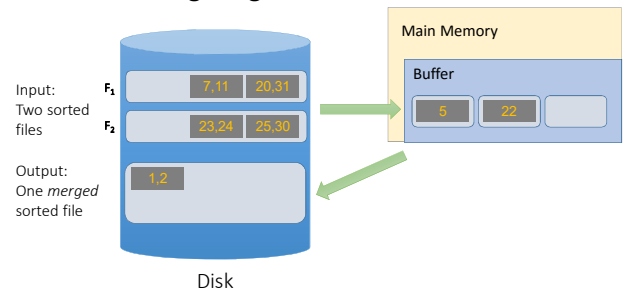 Main Memory
Buffer
5 22
Input:
Two sorted
files
F₁ 7,11 20,31
F₂ 23,24 25,30
Output:
One merged
sorted file
1,2
Disk